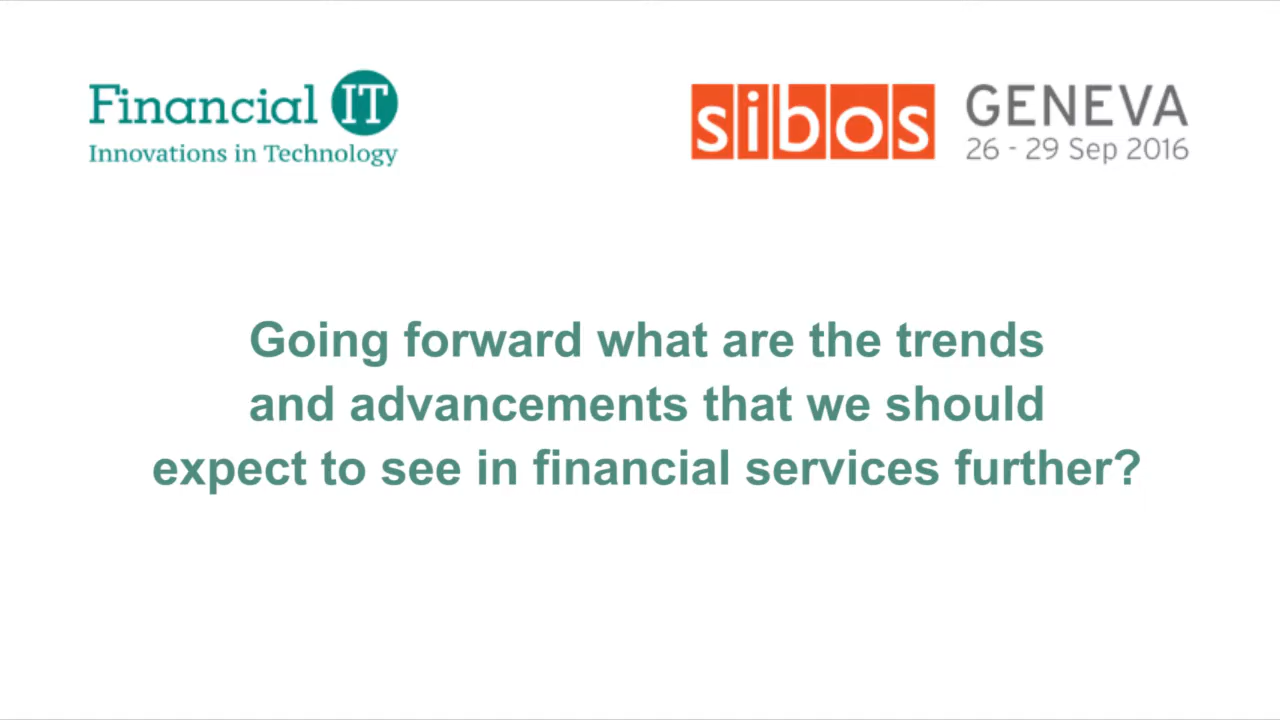 Financial IT
Innovations in Technology
sibos
GENEVA
26 - 29 Sep 2016
Going forward what are the trends
and advancements that we should
expect to see in financial services further?